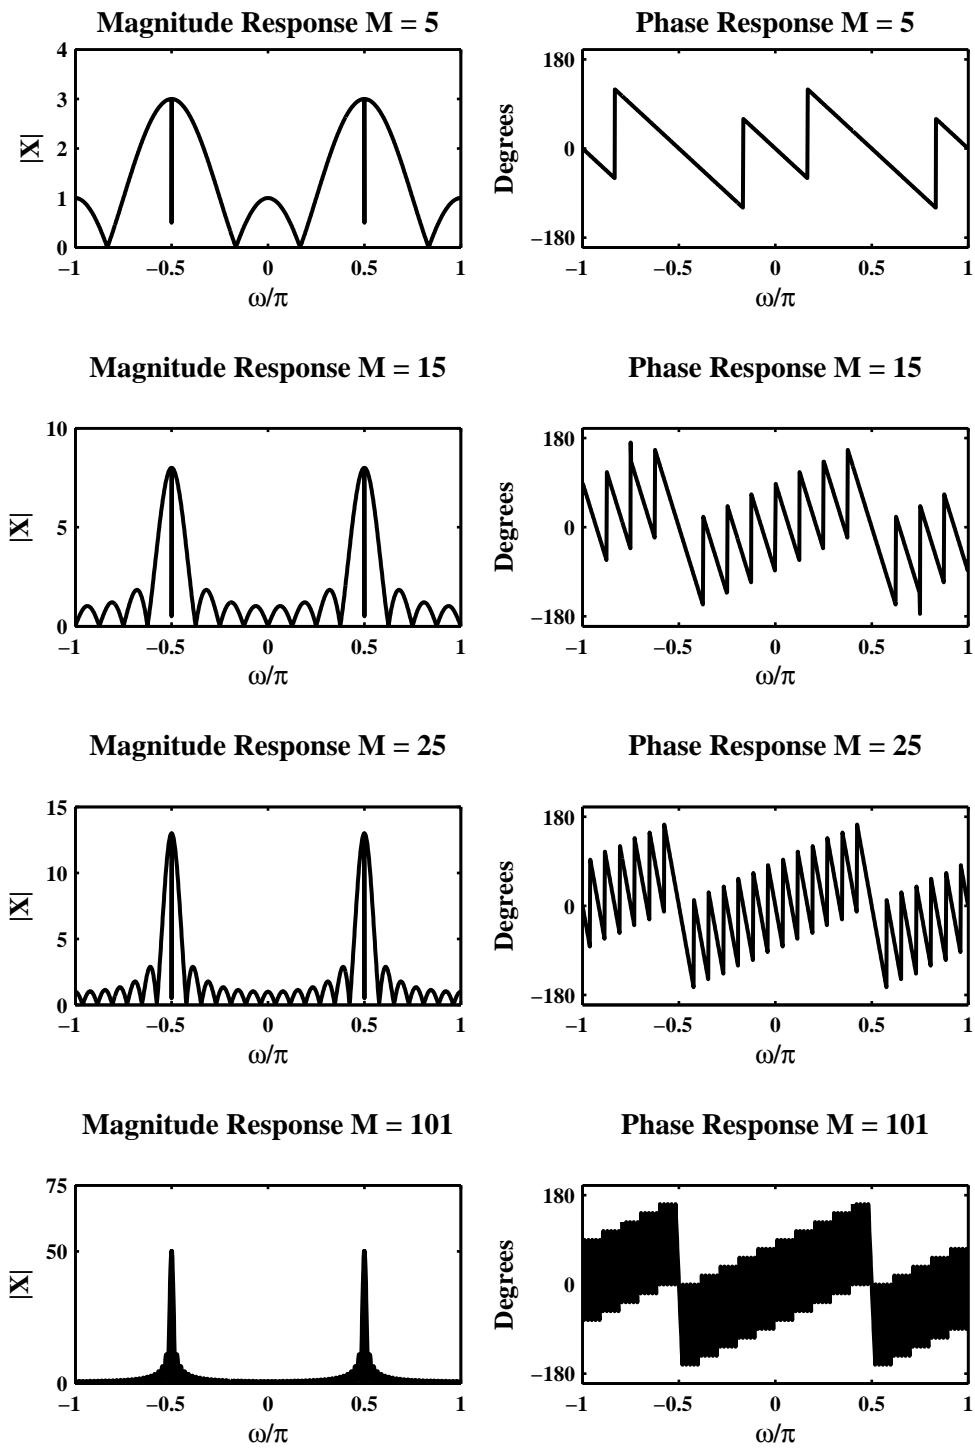 Magnitude Response M = 5
4
3
2
1
0
|X|
−1
−0.5
0
0.5
1
ω/π
Phase Response M = 5
180
0
−180
Degrees
−1
−0.5
0
0.5
1
ω/π
Magnitude Response M = 15
10
5
0
|X|
−1
−0.5
0
0.5
1
ω/π
Phase Response M = 15
180
0
−180
Degrees
−1
−0.5
0
0.5
1
ω/π
Magnitude Response M = 25
15
10
5
0
|X|
−1
−0.5
0
0.5
1
ω/π
Phase Response M = 25
180
0
−180
Degrees
−1
−0.5
0
0.5
1
ω/π
Magnitude Response M = 101
75
50
25
0
|X|
−1
−0.5
0
0.5
1
ω/π
Phase Response M = 101
180
0
−180
Degrees
−1
−0.5
0
0.5
1
ω/π